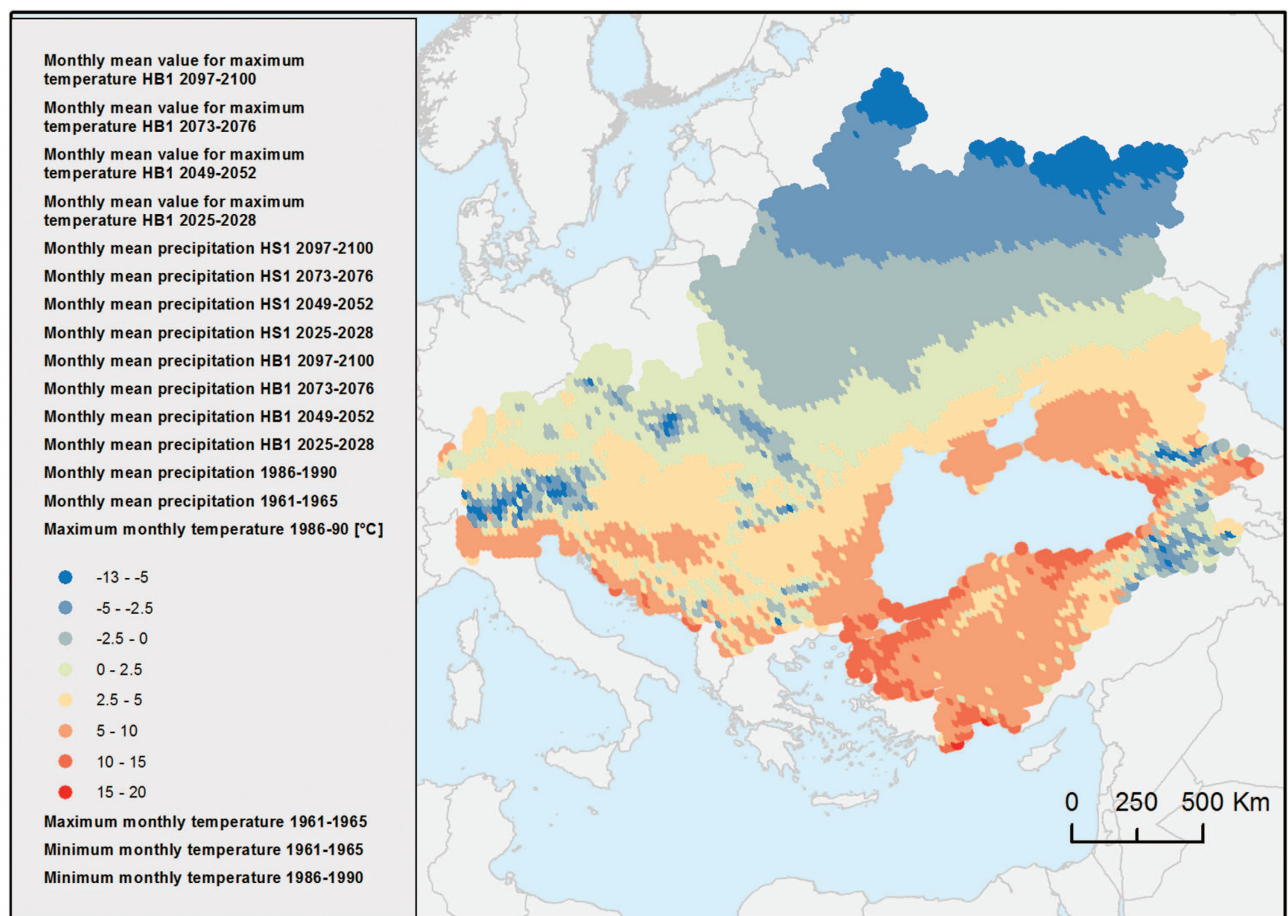 Monthly mean value for maximum
temperature HB1 2097-2100
Monthly mean value for maximum
temperature HB1 2073-2076
Monthly mean value for maximum
temperature HB1 2049-2052
Monthly mean value for maximum
temperature HB1 2025-2028
Monthly mean precipitation HS1 2097-2100
Monthly mean precipitation HS1 2073-2076
Monthly mean precipitation HS1 2049-2052
Monthly mean precipitation HS1 2025-2028
Monthly mean precipitation HB1 2097-2100
Monthly mean precipitation HB1 2073-2076
Monthly mean precipitation HB1 2049-2052
Monthly mean precipitation HB1 2025-2028
Monthly mean precipitation 1986-1990
Monthly mean precipitation 1961-1965
Maximum monthly temperature 1986-90 [°C]
-13 - -5
-5 - -2.5
-2.5 - 0
0 - 2.5
2.5 - 5
5 - 10
10 - 15
15 - 20
Maximum monthly temperature 1961-1965
Minimum monthly temperature 1961-1965
Minimum monthly temperature 1986-1990
0 250 500 Km